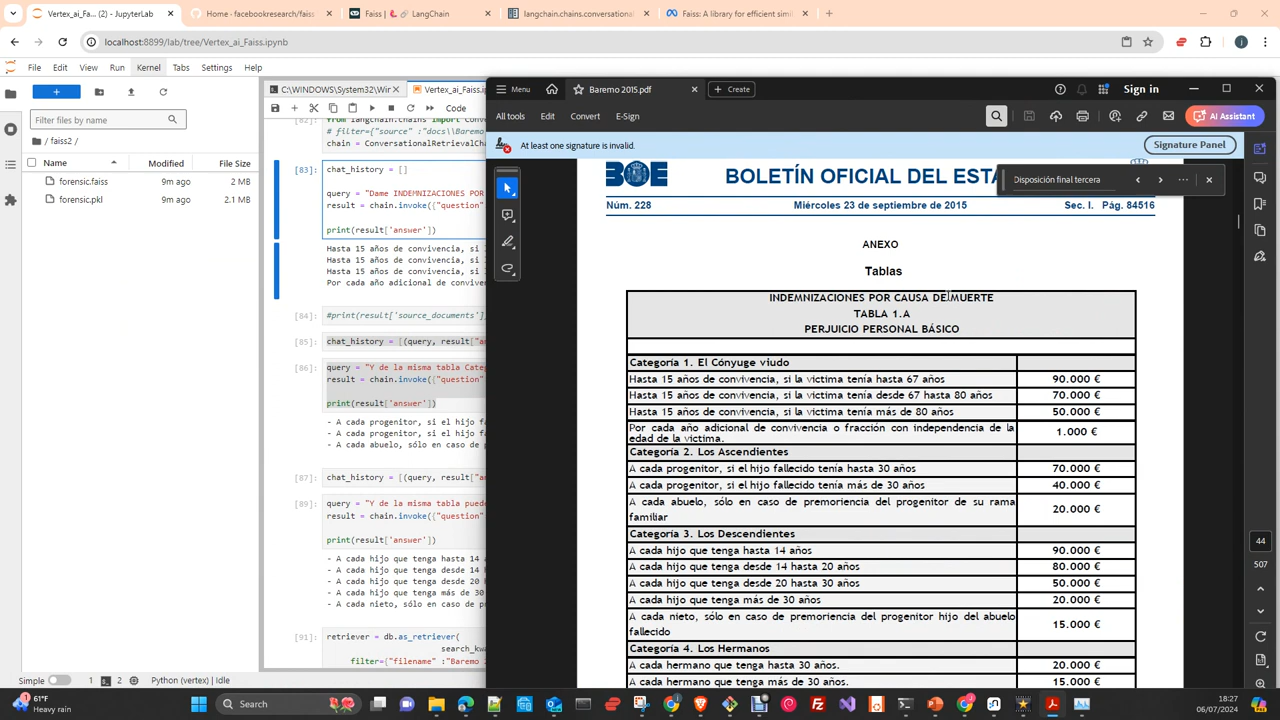 Vertex_ai_Fa... (2) - JupyterLab
Home - facebookresearch/faiss
Faiss | 🦜️🔗 LangChain
langchain.chains.conversational
Faiss: A library for efficient simil
localhost:8899/lab/tree/Vertex_ai_Faiss.ipynb
File Edit View Run Kernel Tabs Settings Help
Filter files by name
/ faiss2 /
Name Modified File Size
forensic.faiss 9m ago 2 MB
forensic.pkl 9m ago 2.1 MB
C:\WINDOWS\System32\Wir
Vertex_ai_Faiss.ip
Code
[82]:
from langchain.chains import Conver
# filter={"source" :"docs\\Baremo
chain = ConversationalRetrievalChai
[83]:
chat_history = []
query = "Dame INDEMNIZACIONES POR
result = chain.invoke({"question":
print(result['answer'])
Hasta 15 años de convivencia, si l
Hasta 15 años de convivencia, si l
Hasta 15 años de convivencia, si l
Por cada año adicional de conviven
[84]:
#print(result['source_documents'])
[85]:
chat_history = [(query, result["an
[86]:
query = "Y de la misma tabla Categ
result = chain.invoke({"question":
print(result['answer'])
- A cada progenitor, si el hijo fa
- A cada progenitor, si el hijo fa
- A cada abuelo, sólo en caso de p
[87]:
chat_history = [(query, result["an
[89]:
query = "Y de la misma tabla puede
result = chain.invoke({"question":
print(result['answer'])
- A cada hijo que tenga hasta 14 a
- A cada hijo que tenga desde 14 h
- A cada hijo que tenga desde 20 h
- A cada hijo que tenga más de 30
- A cada nieto, sólo en caso de pr
[91]:
retriever = db.as_retriever(
search_kwa
filter={"filename" :"Baremo
Simple 1 2 Python (vertex) | Idle
Menu Baremo 2015.pdf Create Sign in
All tools Edit Convert E-Sign AI Assistant
At least one signature is invalid. Signature Panel
Disposición final tercera
BOE BOLETÍN OFICIAL DEL ESTA
Núm. 228 Miércoles 23 de septiembre de 2015 Sec. I. Pág. 84516
ANEXO
Tablas
INDEMNIZACIONES POR CAUSA DE MUERTE
TABLA 1.A
PERJUICIO PERSONAL BÁSICO
Categoría 1. El Cónyuge viudo
Hasta 15 años de convivencia, si la víctima tenía hasta 67 años 90.000 €
Hasta 15 años de convivencia, si la víctima tenía desde 67 hasta 80 años 70.000 €
Hasta 15 años de convivencia, si la víctima tenía más de 80 años 50.000 €
Por cada año adicional de convivencia o fracción con independencia de la
edad de la víctima. 1.000 €
Categoría 2. Los Ascendientes
A cada progenitor, si el hijo fallecido tenía hasta 30 años 70.000 €
A cada progenitor, si el hijo fallecido tenía más de 30 años 40.000 €
A cada abuelo, sólo en caso de premoriencia del progenitor de su rama
familiar 20.000 €
Categoría 3. Los Descendientes
A cada hijo que tenga hasta 14 años 90.000 €
A cada hijo que tenga desde 14 hasta 20 años 80.000 €
A cada hijo que tenga desde 20 hasta 30 años 50.000 €
A cada hijo que tenga más de 30 años 20.000 €
A cada nieto, sólo en caso de premoriencia del progenitor hijo del abuelo
fallecido 15.000 €
Categoría 4. Los Hermanos
A cada hermano que tenga hasta 30 años. 20.000 €
A cada hermano que tenga más de 30 años. 15.000 €
44
507
61°F
Heavy rain
Search
18:27
06/07/2024